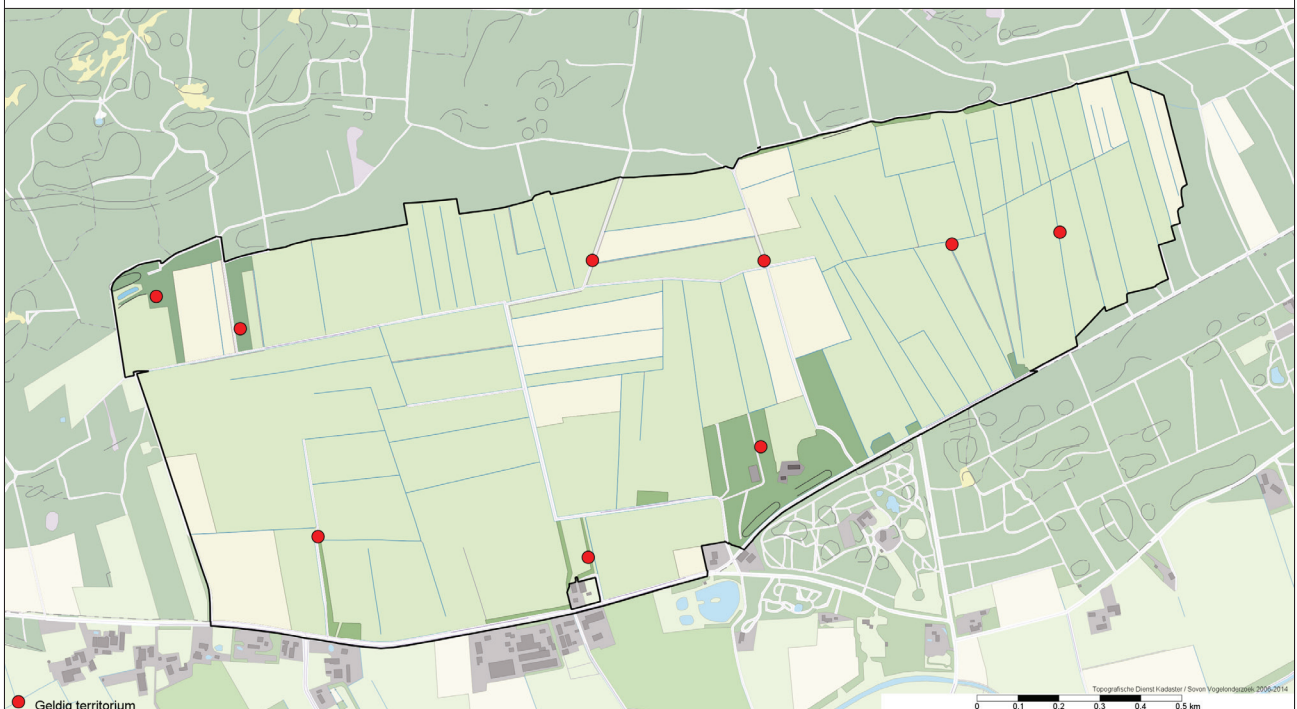 Topografische Dienst Kadaster / Sovon Vogelonderzoek 2006-2014
Geldig territorium
0 0.1 0.2 0.3 0.4 0.5 km